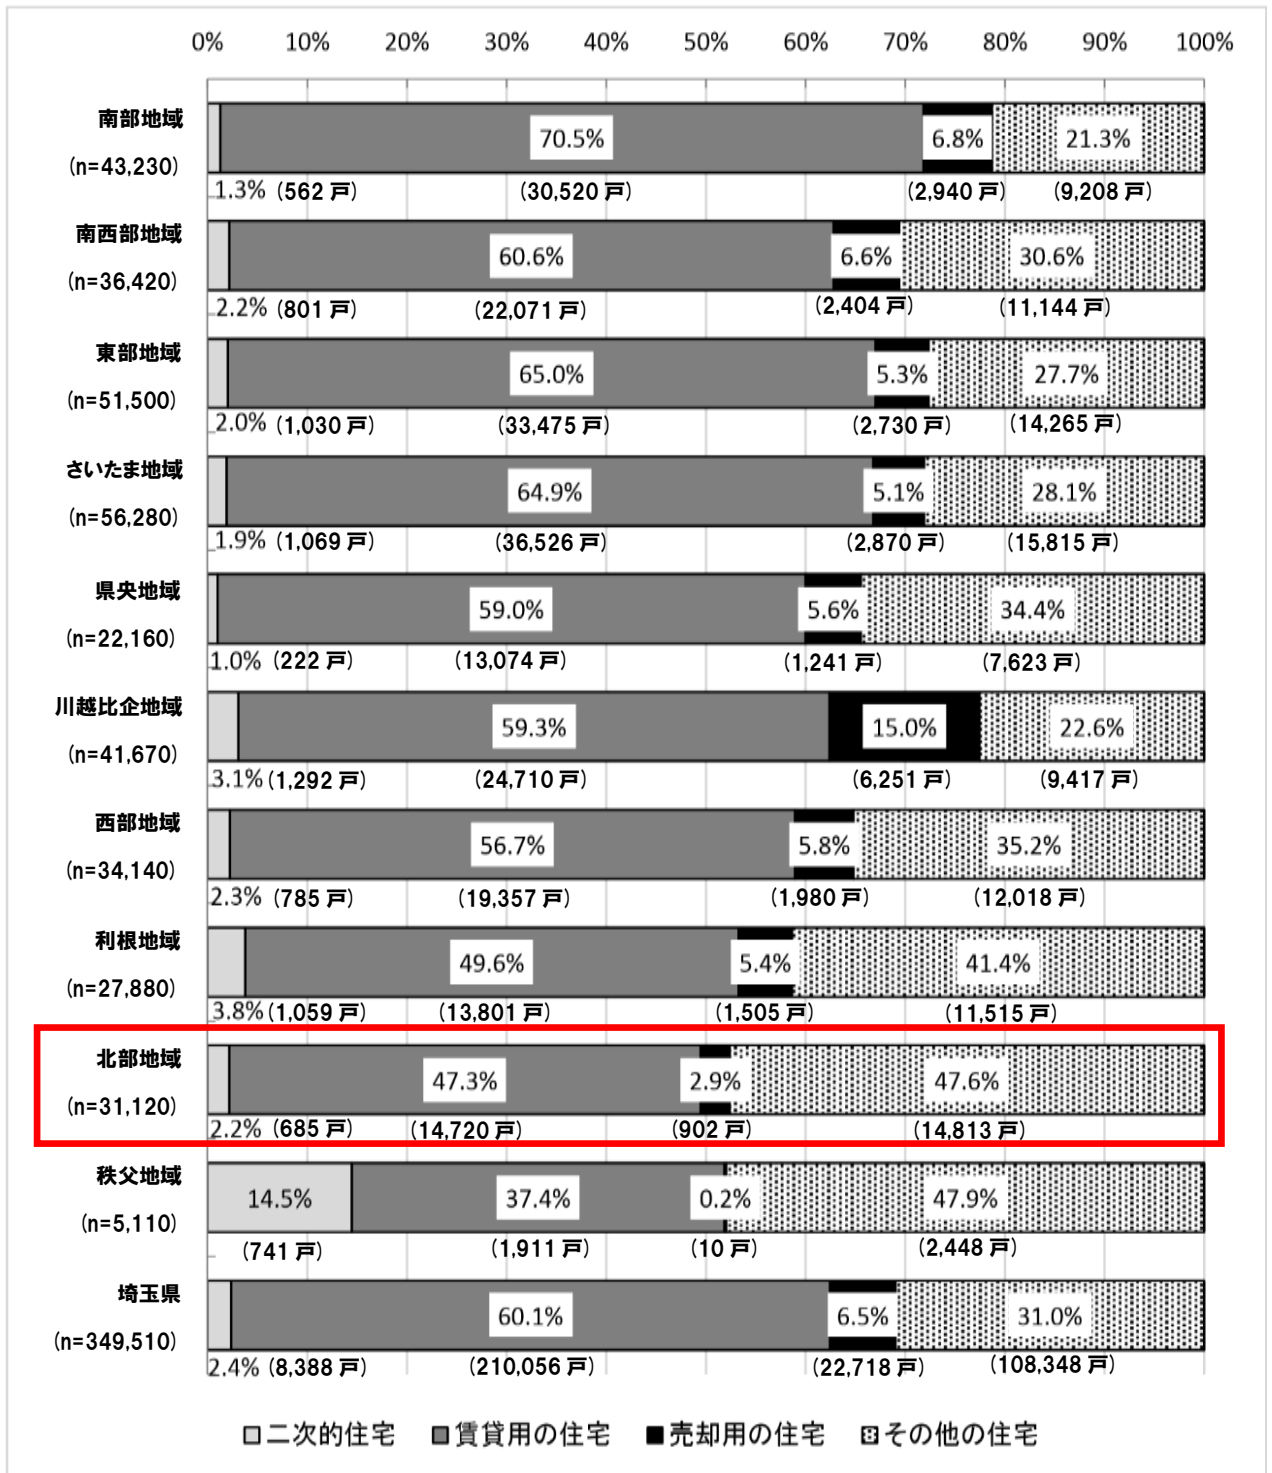 0% 10% 20% 30% 40% 50% 60% 70% 80% 90% 100%
南部地域
(n=43,230)
70.5% 6.8% 21.3%
1.3% (562 戸) (30,520 戸) (2,940 戸) (9,208 戸)
南西部地域
(n=36,420)
60.6% 6.6% 30.6%
2.2% (801 戸) (22,071 戸) (2,404 戸) (11,144 戸)
東部地域
(n=51,500)
65.0% 5.3% 27.7%
2.0% (1,030 戸) (33,475 戸) (2,730 戸) (14,265 戸)
さいたま地域
(n=56,280)
64.9% 5.1% 28.1%
1.9% (1,069 戸) (36,526 戸) (2,870 戸) (15,815 戸)
県央地域
(n=22,160)
59.0% 5.6% 34.4%
1.0% (222 戸) (13,074 戸) (1,241 戸) (7,623 戸)
川越比企地域
(n=41,670)
59.3% 15.0% 22.6%
3.1% (1,292 戸) (24,710 戸) (6,251 戸) (9,417 戸)
西部地域
(n=34,140)
56.7% 5.8% 35.2%
2.3% (785 戸) (19,357 戸) (1,980 戸) (12,018 戸)
利根地域
(n=27,880)
49.6% 5.4% 41.4%
3.8% (1,059 戸) (13,801 戸) (1,505 戸) (11,515 戸)
北部地域
(n=31,120)
47.3% 2.9% 47.6%
2.2% (685 戸) (14,720 戸) (902 戸) (14,813 戸)
秩父地域
(n=5,110)
14.5% 37.4% 0.2% 47.9%
(741 戸) (1,911 戸) (10 戸) (2,448 戸)
埼玉県
(n=349,510)
60.1% 6.5% 31.0%
2.4% (8,388 戸) (210,056 戸) (22,718 戸) (108,348 戸)
二次的住宅 賃貸用の住宅 売却用の住宅 その他の住宅